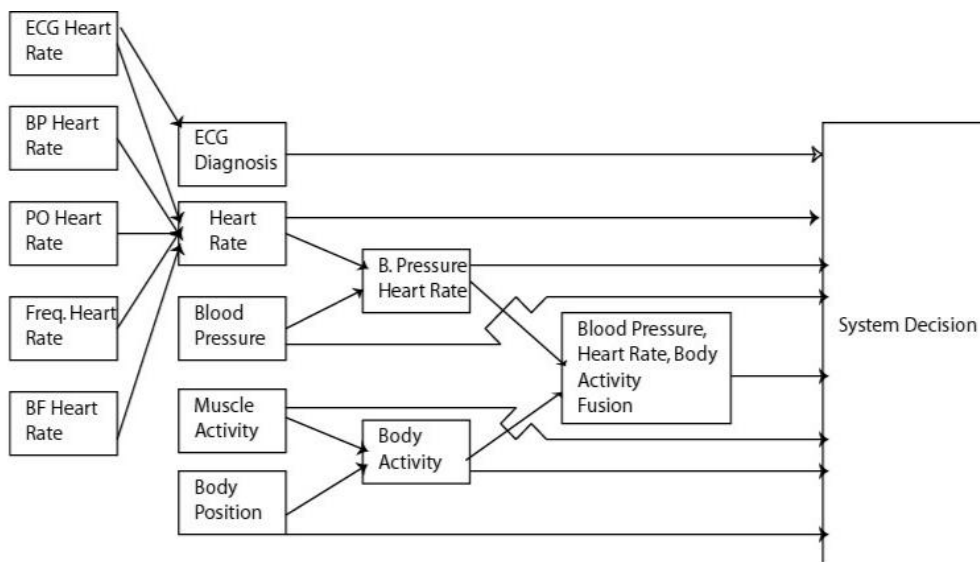 ECG Heart
Rate
BP Heart
Rate
PO Heart
Rate
Freq. Heart
Rate
BF Heart
Rate
ECG
Diagnosis
Heart
Rate
Blood
Pressure
Muscle
Activity
Body
Position
B. Pressure
Heart Rate
Body
Activity
Blood Pressure,
Heart Rate, Body
Activity
Fusion
System Decision